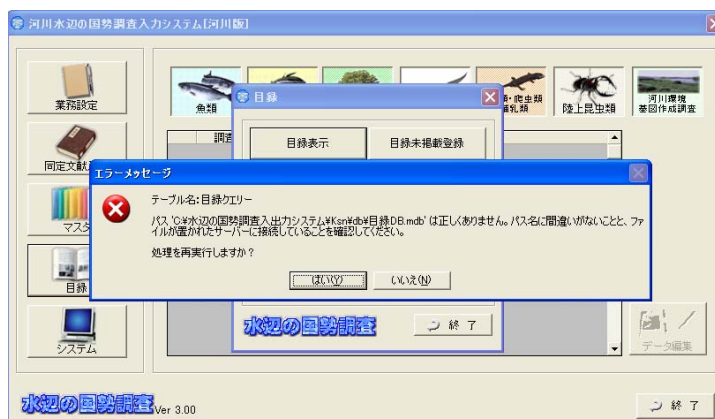 河川水辺の国勢調査入力システム[河川版]
業務設定
魚類
・爬虫類
哺乳類
陸上昆虫類
河川環境
基図作成調査
目録
調査
目録表示
目録未掲載登録
同定文献
エラーメッセージ
テーブル名:目録クエリー
パス 'C:¥水辺の国勢調査入出力システム¥Ksn¥db¥目録DB.mdb' は正しくありません。パス名に間違いがないことと、ファ
イルが置かれたサーバーに接続していることを確認してください。
処理を再実行しますか?
はい(Y)
いいえ(N)
マスタ
目録
システム
水辺の国勢調査
終 了
データ編集
水辺の国勢調査 Ver 3.00
終 了